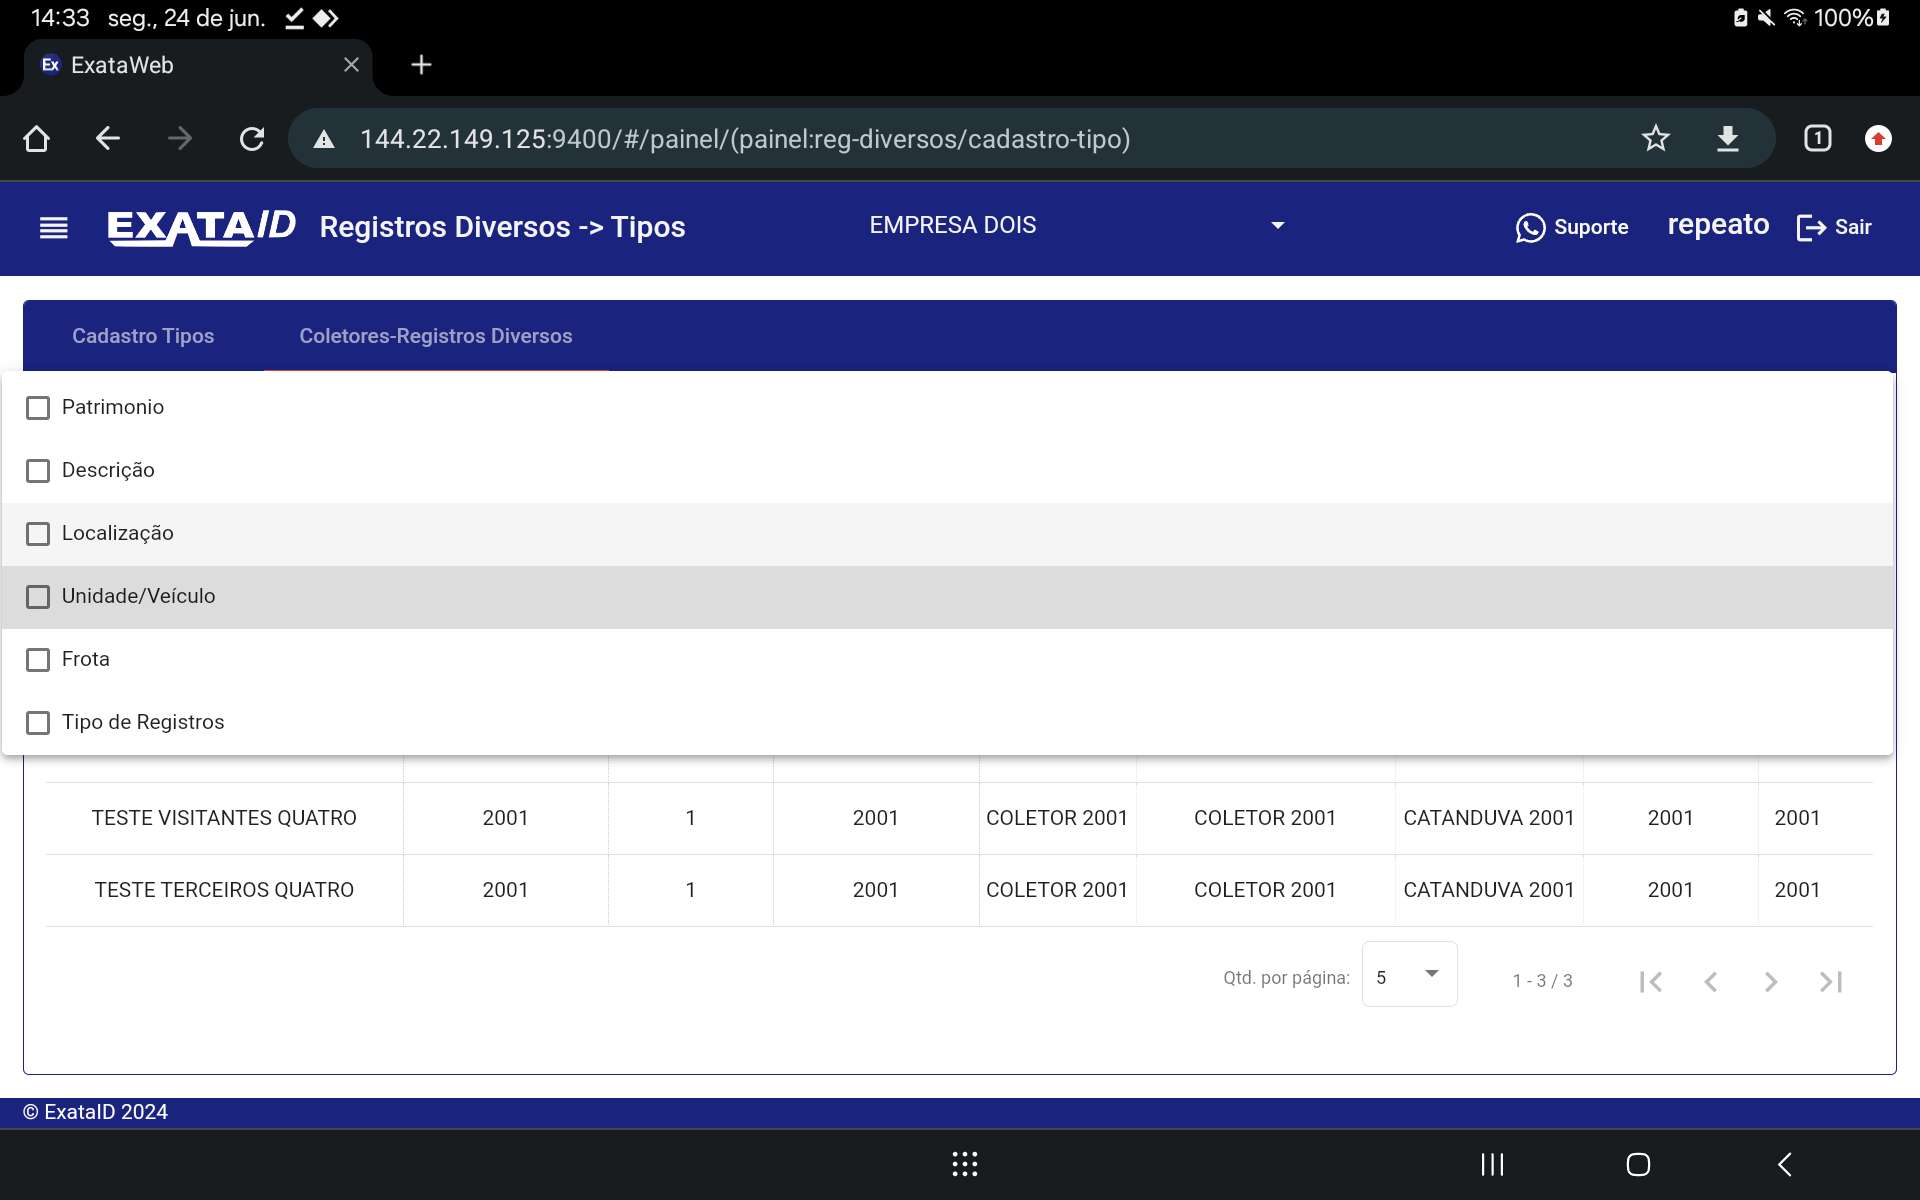 14:33 seg., 24 de jun. 100%
Ex ExataWeb
144.22.149.125:9400/#/painel/(painel:reg-diversos/cadastro-tipo) 1
EXATAID Registros Diversos -> Tipos EMPRESA DOIS Suporte repeato Sair
Cadastro Tipos Coletores-Registros Diversos
Patrimonio
Descrição
Localização
Unidade/Veículo
Frota
Tipo de Registros
TESTE VISITANTES QUATRO 2001 1 2001 COLETOR 2001 COLETOR 2001 CATANDUVA 2001 2001 2001
TESTE TERCEIROS QUATRO 2001 1 2001 COLETOR 2001 COLETOR 2001 CATANDUVA 2001 2001 2001
Qtd. por página: 5 1 - 3 / 3
© ExataID 2024